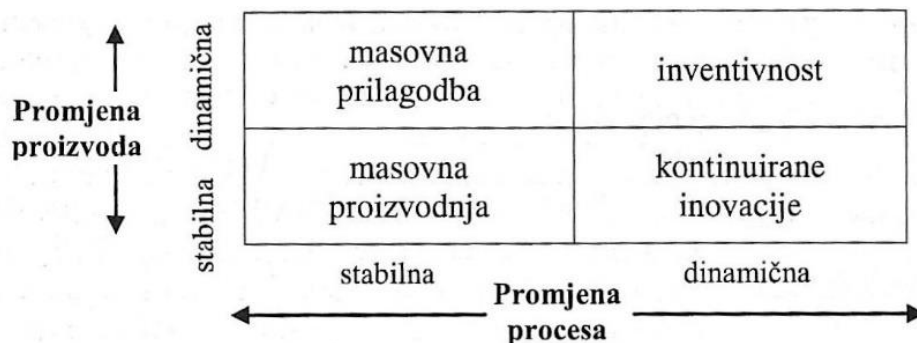 Promjena
proizvoda
dinamična
stabilna
masovna
prilagodba
inventivnost
masovna
proizvodnja
kontinuirane
inovacije
stabilna
dinamična
Promjena
procesa